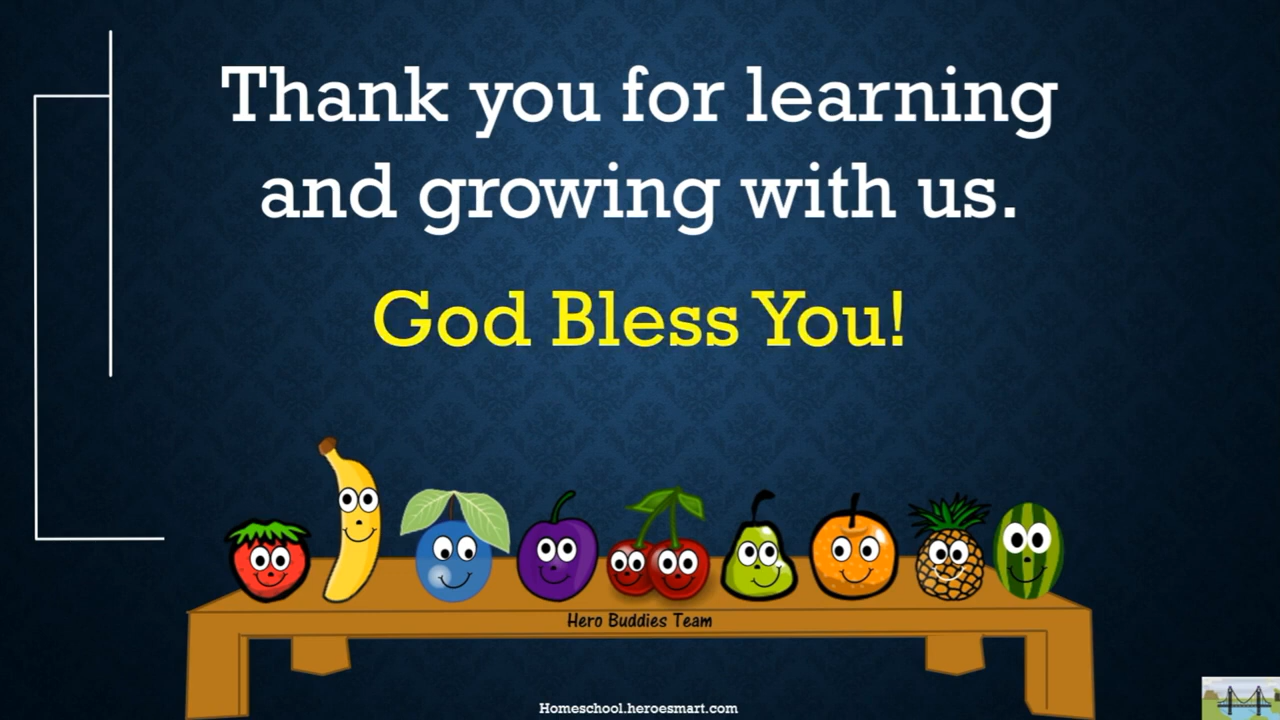 Thank you for learning
and growing with us.
God Bless You!
Hero Buddies Team
Homeschool.heroesmart.com